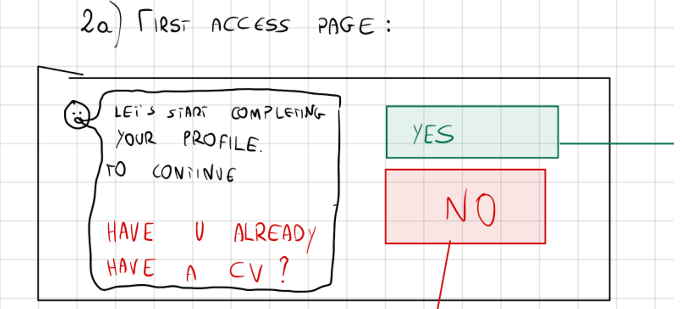 2a) FIRST ACCESS PAGE:
LET'S START COMPLETING
YOUR PROFILE.
TO CONTINUE
HAVE U ALREADY
HAVE A CV?
YES
NO